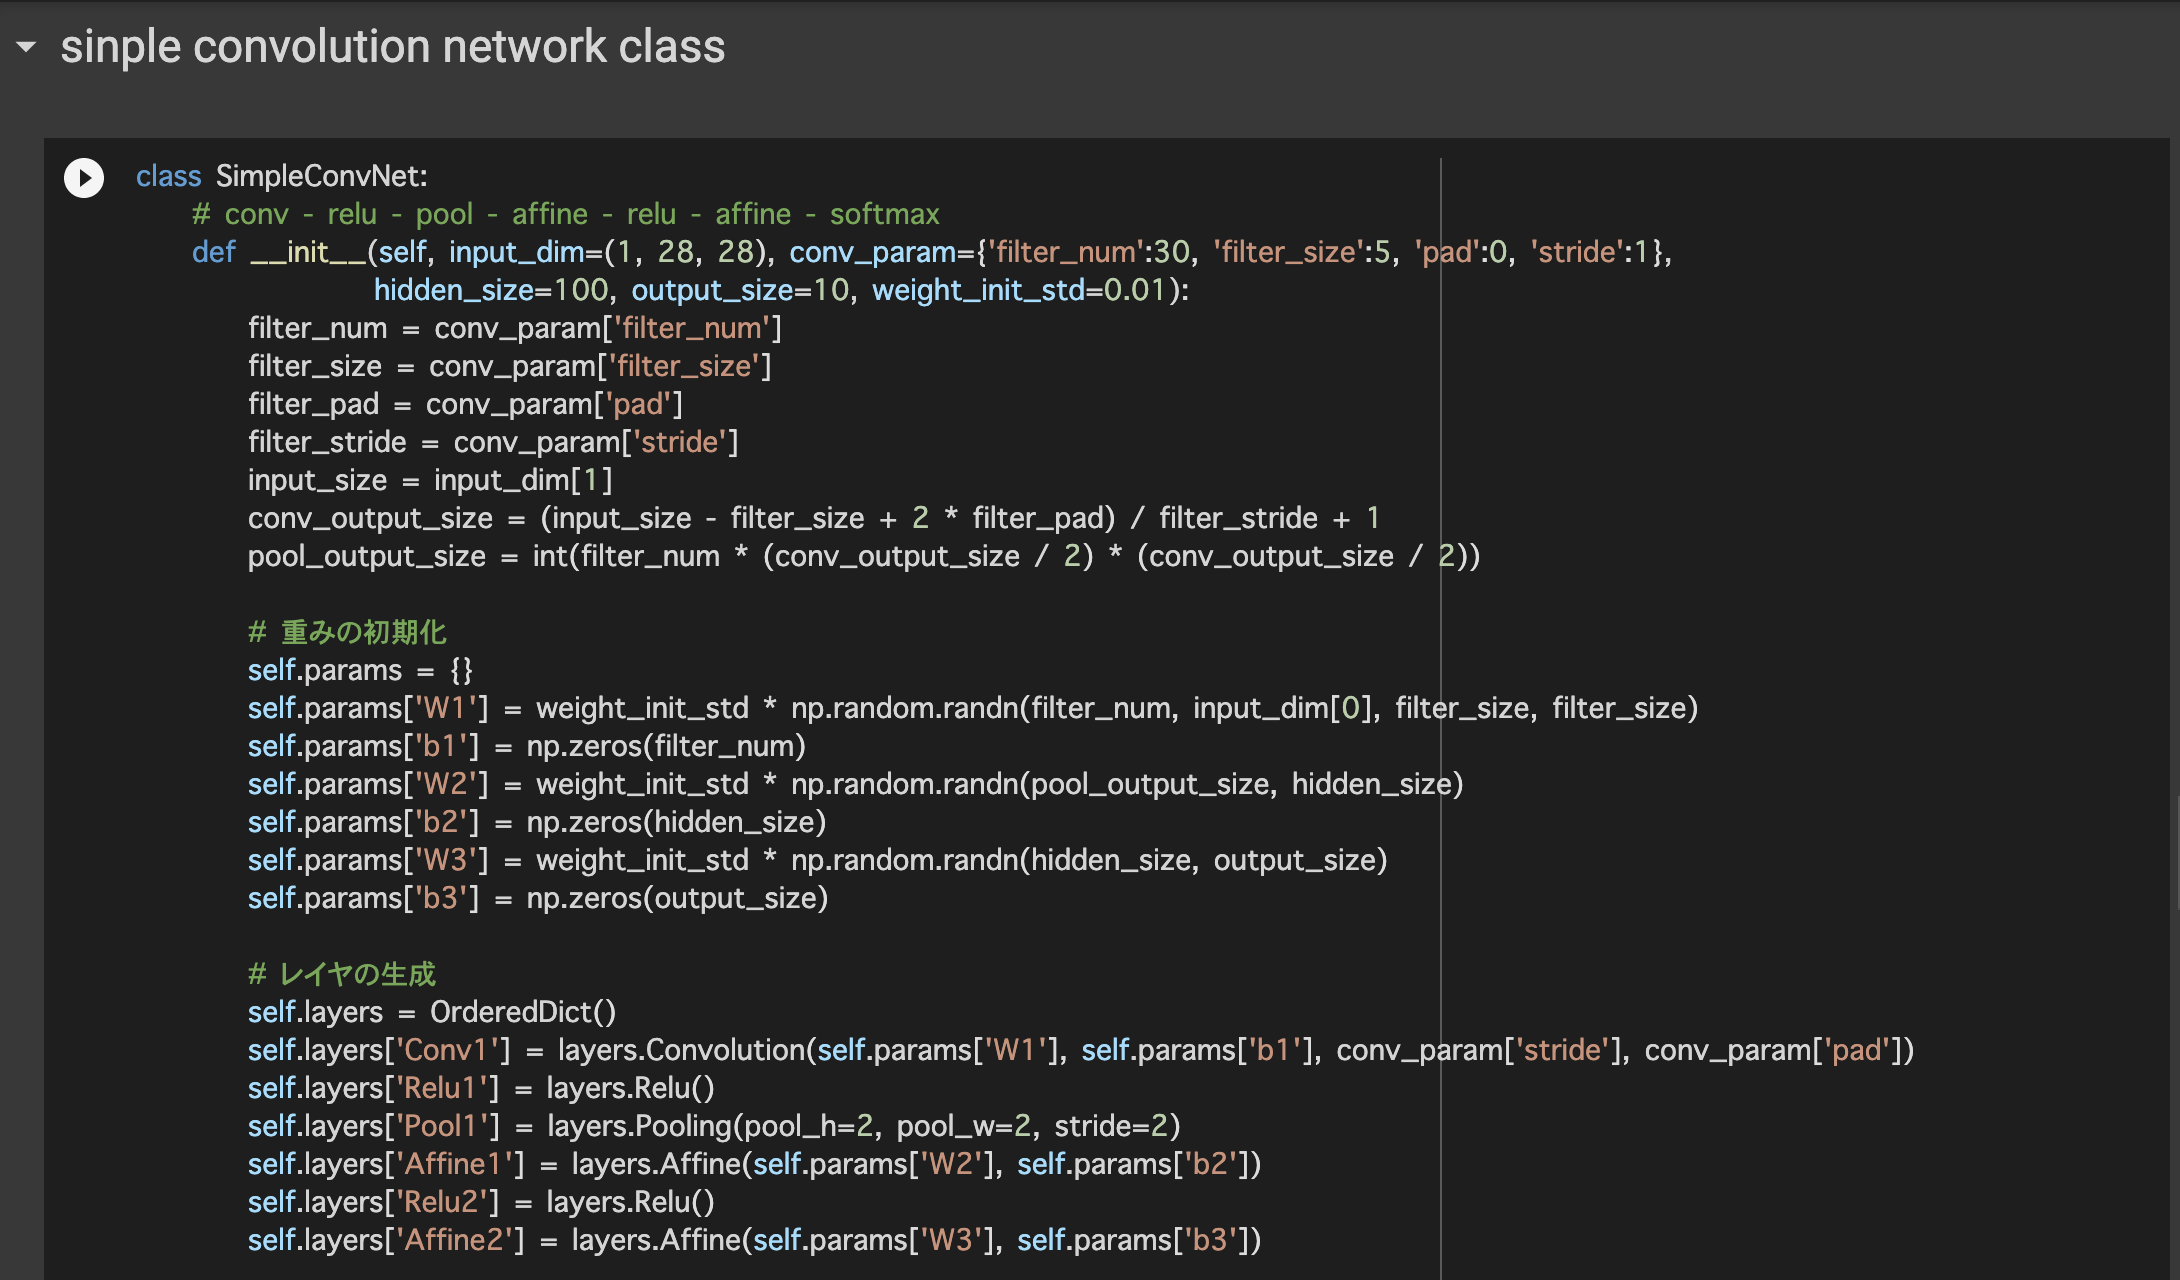 sinple convolution network class
class SimpleConvNet:
# conv - relu - pool - affine - relu - affine - softmax
def __init__(self, input_dim=(1, 28, 28), conv_param={'filter_num':30, 'filter_size':5, 'pad':0, 'stride':1},
hidden_size=100, output_size=10, weight_init_std=0.01):
filter_num = conv_param['filter_num']
filter_size = conv_param['filter_size']
filter_pad = conv_param['pad']
filter_stride = conv_param['stride']
input_size = input_dim[1]
conv_output_size = (input_size - filter_size + 2 * filter_pad) / filter_stride + 1
pool_output_size = int(filter_num * (conv_output_size / 2) * (conv_output_size / 2))
# 重みの初期化
self.params = {}
self.params['W1'] = weight_init_std * np.random.randn(filter_num, input_dim[0], filter_size, filter_size)
self.params['b1'] = np.zeros(filter_num)
self.params['W2'] = weight_init_std * np.random.randn(pool_output_size, hidden_size)
self.params['b2'] = np.zeros(hidden_size)
self.params['W3'] = weight_init_std * np.random.randn(hidden_size, output_size)
self.params['b3'] = np.zeros(output_size)
# レイヤの生成
self.layers = OrderedDict()
self.layers['Conv1'] = layers.Convolution(self.params['W1'], self.params['b1'], conv_param['stride'], conv_param['pad'])
self.layers['Relu1'] = layers.Relu()
self.layers['Pool1'] = layers.Pooling(pool_h=2, pool_w=2, stride=2)
self.layers['Affine1'] = layers.Affine(self.params['W2'], self.params['b2'])
self.layers['Relu2'] = layers.Relu()
self.layers['Affine2'] = layers.Affine(self.params['W3'], self.params['b3'])